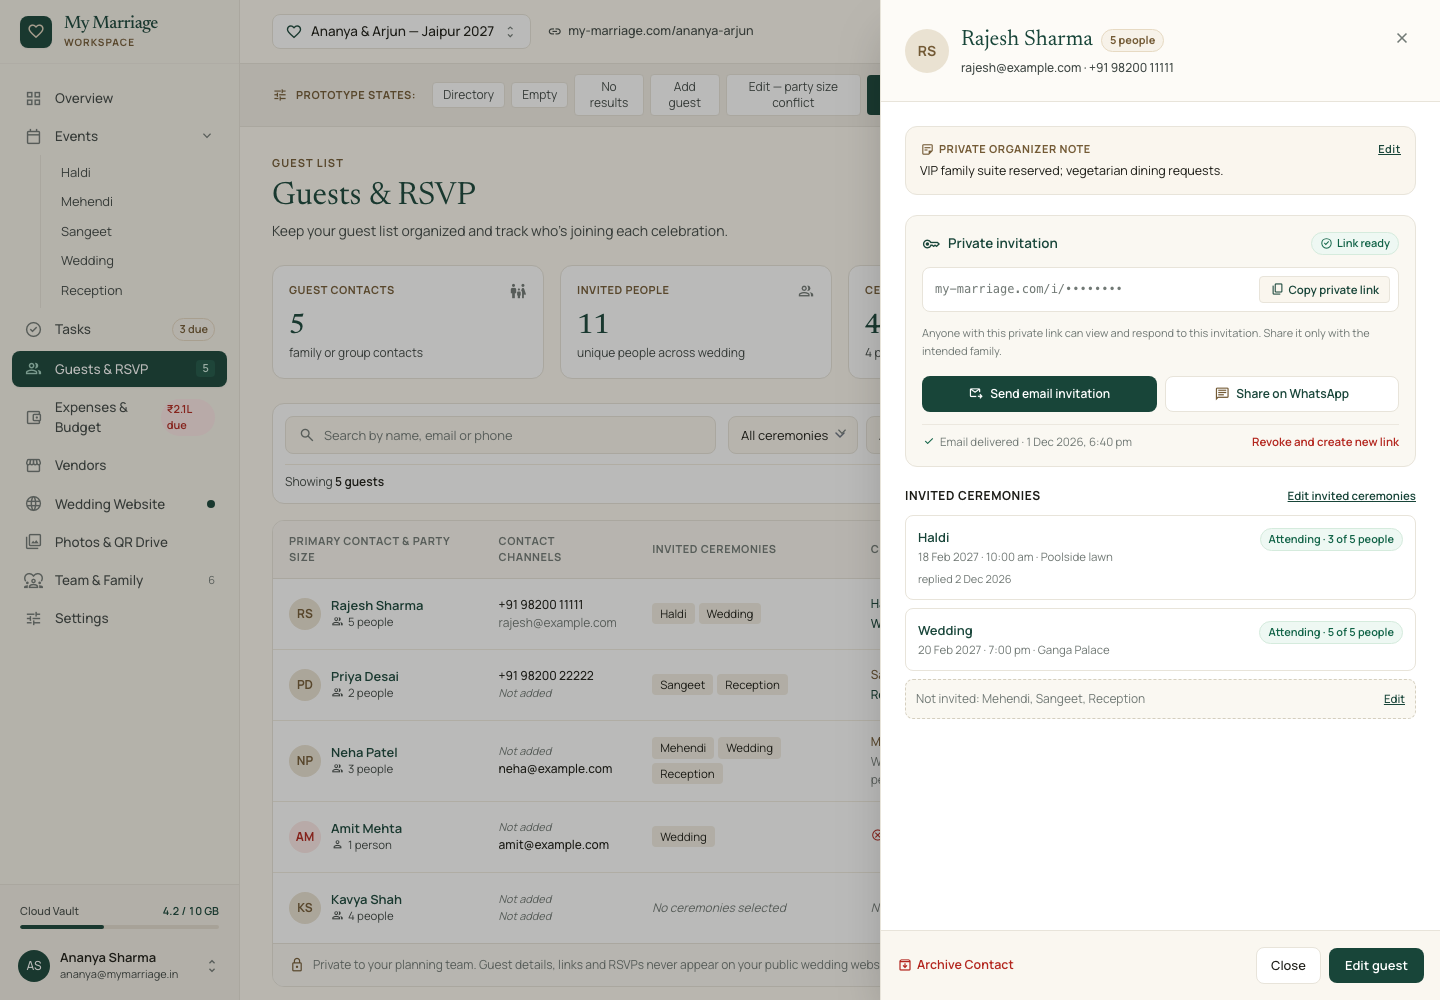 My Marriage
WORKSPACE
Overview
Events
Haldi
Mehendi
Sangeet
Wedding
Reception
Tasks
3 due
Guests & RSVP
5
Expenses &
Budget
₹2.1L
due
Vendors
Wedding Website
Photos & QR Drive
Team & Family
6
Settings
Cloud Vault
4.2 / 10 GB
AS
Ananya Sharma
ananya@mymarriage.in
Ananya & Arjun — Jaipur 2027
my-marriage.com/ananya-arjun
PROTOTYPE STATES:
Directory
Empty
No
results
Add
guest
Edit — party size
conflict
GUEST LIST
Guests & RSVP
Keep your guest list organized and track who's joining each celebration.
GUEST CONTACTS
5
family or group contacts
INVITED PEOPLE
11
unique people across wedding
CE
4
4 p
Search by name, email or phone
All ceremonies
Showing 5 guests
PRIMARY CONTACT & PARTY
SIZE
CONTACT
CHANNELS
INVITED CEREMONIES
C
RS
Rajesh Sharma
5 people
+91 98200 11111
rajesh@example.com
Haldi
Wedding
Ha
W
PD
Priya Desai
2 people
+91 98200 22222
Not added
Sangeet
Reception
Sa
Re
NP
Neha Patel
3 people
Not added
neha@example.com
Mehendi
Wedding
Reception
M
W
pe
AM
Amit Mehta
1 person
Not added
amit@example.com
Wedding
KS
Kavya Shah
4 people
Not added
Not added
No ceremonies selected
N
Private to your planning team. Guest details, links and RSVPs never appear on your public wedding webs
RS
Rajesh Sharma
5 people
rajesh@example.com · +91 98200 11111
PRIVATE ORGANIZER NOTE
Edit
VIP family suite reserved; vegetarian dining requests.
Private invitation
Link ready
my-marriage.com/i/••••••••
Copy private link
Anyone with this private link can view and respond to this invitation. Share it only with the
intended family.
Send email invitation
Share on WhatsApp
Email delivered · 1 Dec 2026, 6:40 pm
Revoke and create new link
INVITED CEREMONIES
Edit invited ceremonies
Haldi
Attending · 3 of 5 people
18 Feb 2027 · 10:00 am · Poolside lawn
replied 2 Dec 2026
Wedding
Attending · 5 of 5 people
20 Feb 2027 · 7:00 pm · Ganga Palace
Not invited: Mehendi, Sangeet, Reception
Edit
Archive Contact
Close
Edit guest